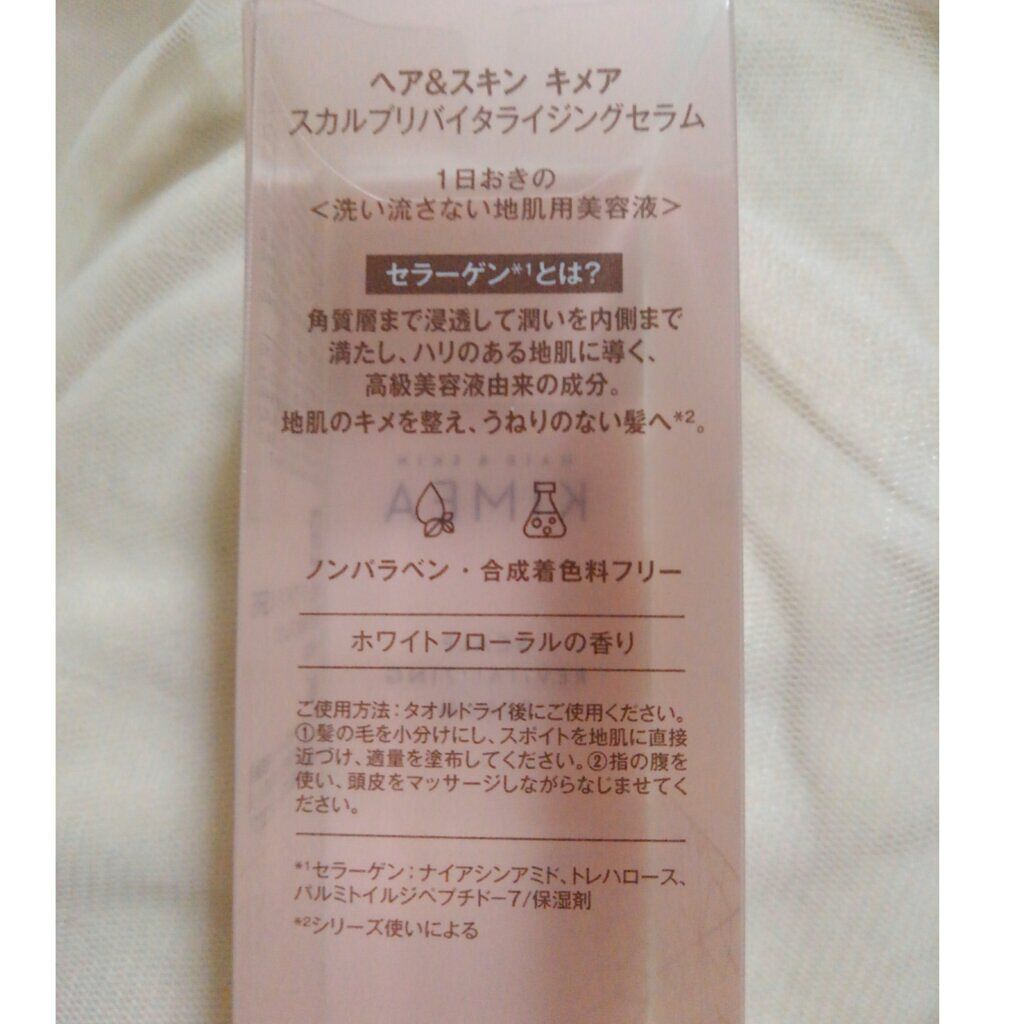 ヘア&スキン キメア
スカルプリバイタライジングセラム
1日おきの
<洗い流さない地肌用美容液>
セラーゲン*1とは?
角質層まで浸透して潤いを内側まで
満たし、ハリのある地肌に導く、
高級美容液由来の成分。
地肌のキメを整え、うねりのない髪へ*2。
HAIR & SKIN
KIMEA
ノンパラベン・合成着色料フリー
ホワイトフローラルの香り
REVITALIZING
ご使用方法:タオルドライ後にご使用ください。
①髪の毛を小分けにし、スポイトを地肌に直接
近づけ、適量を塗布してください。②指の腹を
使い、頭皮をマッサージしながらなじませてく
ださい。
*1セラーゲン:ナイアシンアミド、トレハロース、
パルミトイルジペプチド-7/保湿剤
*2シリーズ使いによる